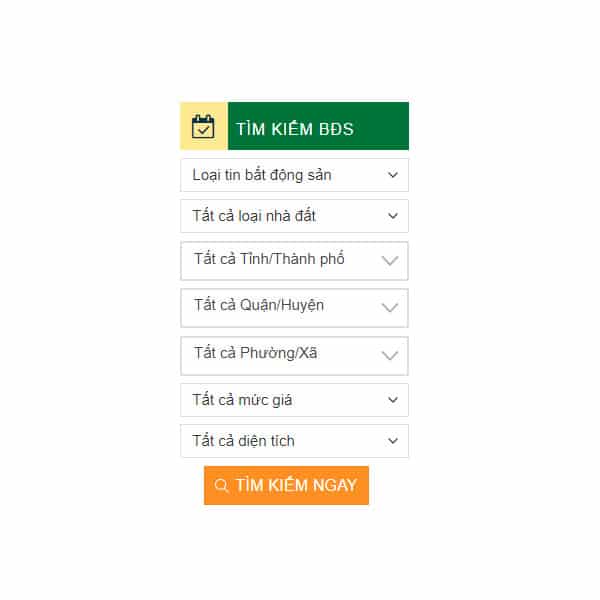 TÌM KIẾM BĐS
Loại tin bất động sản
Tất cả loại nhà đất
Tất cả Tỉnh/Thành phố
Tất cả Quận/Huyện
Tất cả Phường/Xã
Tất cả mức giá
Tất cả diện tích
TÌM KIẾM NGAY